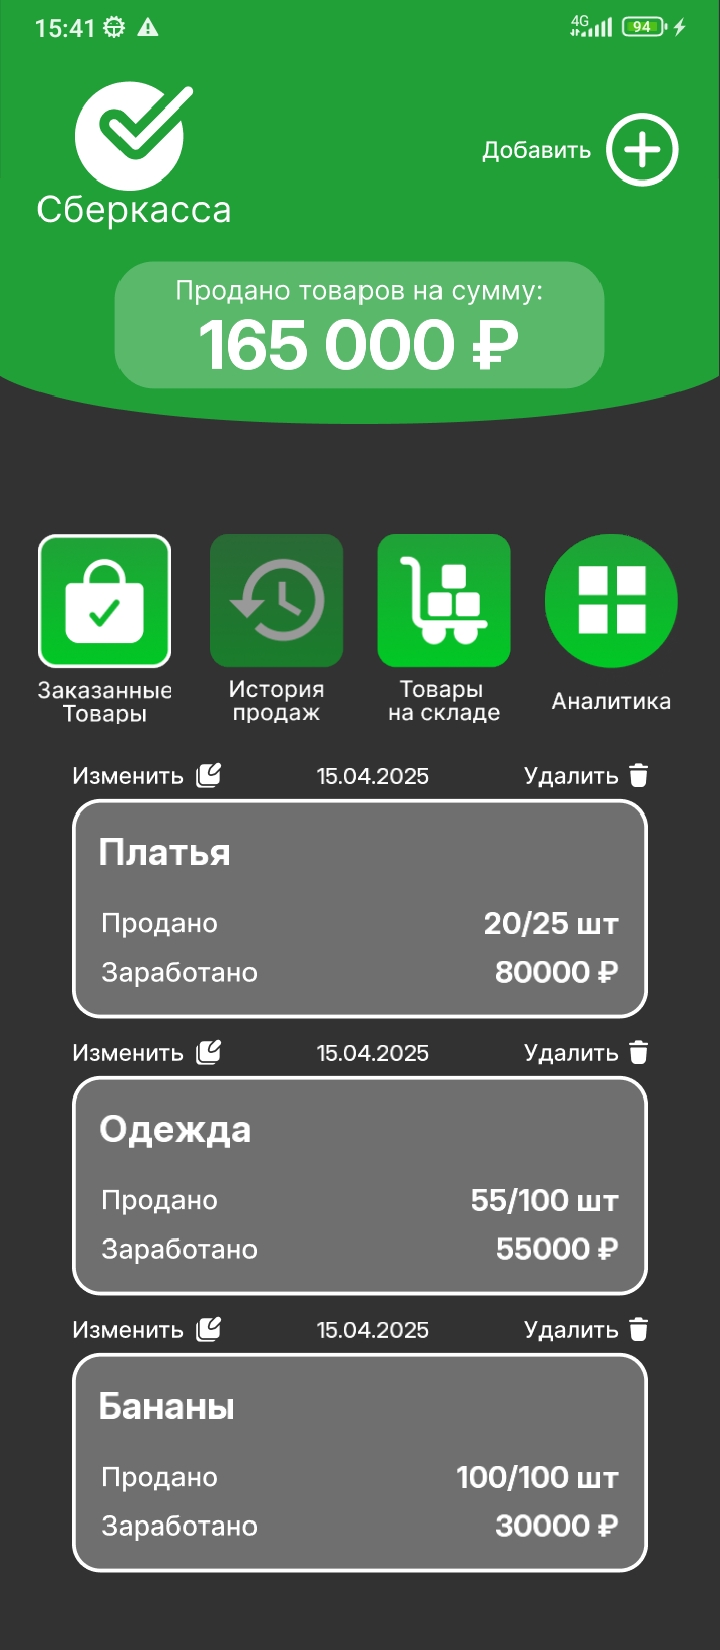 15:41
4G
94
Сберкасса
Добавить
Продано товаров на сумму:
165 000 ₽
Заказанные
Товары
История
продаж
Товары
на складе
Аналитика
Изменить 15.04.2025 Удалить
Платья
Продано 20/25 шт
Заработано 80000 ₽
Изменить 15.04.2025 Удалить
Одежда
Продано 55/100 шт
Заработано 55000 ₽
Изменить 15.04.2025 Удалить
Бананы
Продано 100/100 шт
Заработано 30000 ₽